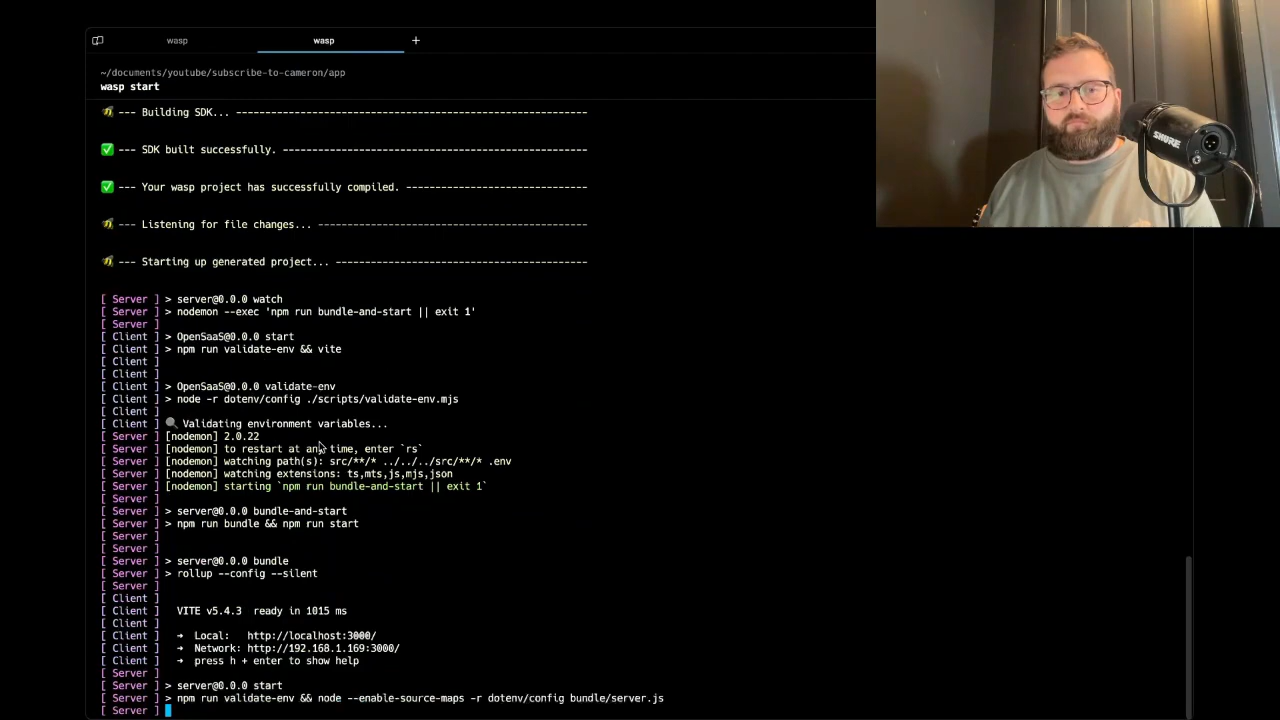 wasp
wasp
+
~/documents/youtube/subscribe-to-cameron/app
wasp start
🐝 --- Building SDK... ------------------------------------------------------------
✅ --- SDK built successfully. ----------------------------------------------------
✅ --- Your wasp project has successfully compiled. -------------------------------
🐝 --- Listening for file changes... ----------------------------------------------
🐝 --- Starting up generated project... -------------------------------------------
[ Server ] > server@0.0.0 watch
[ Server ] > nodemon --exec 'npm run bundle-and-start || exit 1'
[ Server ]
[ Client ] > OpenSaaS@0.0.0 start
[ Client ] > npm run validate-env && vite
[ Client ]
[ Client ]
[ Client ] > OpenSaaS@0.0.0 validate-env
[ Client ] > node -r dotenv/config ./scripts/validate-env.mjs
[ Client ]
[ Client ] 🔍 Validating environment variables...
[ Server ] [nodemon] 2.0.22
[ Server ] [nodemon] to restart at any time, enter `rs`
[ Server ] [nodemon] watching path(s): src/**/* ../../../src/**/* .env
[ Server ] [nodemon] watching extensions: ts,mts,js,mjs,json
[ Server ] [nodemon] starting `npm run bundle-and-start || exit 1`
[ Server ]
[ Server ] > server@0.0.0 bundle-and-start
[ Server ] > npm run bundle && npm run start
[ Server ]
[ Server ]
[ Server ] > server@0.0.0 bundle
[ Server ] > rollup --config --silent
[ Server ]
[ Client ]
[ Client ] VITE v5.4.3 ready in 1015 ms
[ Client ]
[ Client ] ➜ Local: http://localhost:3000/
[ Client ] ➜ Network: http://192.168.1.169:3000/
[ Client ] ➜ press h + enter to show help
[ Server ]
[ Server ] > server@0.0.0 start
[ Server ] > npm run validate-env && node --enable-source-maps -r dotenv/config bundle/server.js
[ Server ]
SHURE